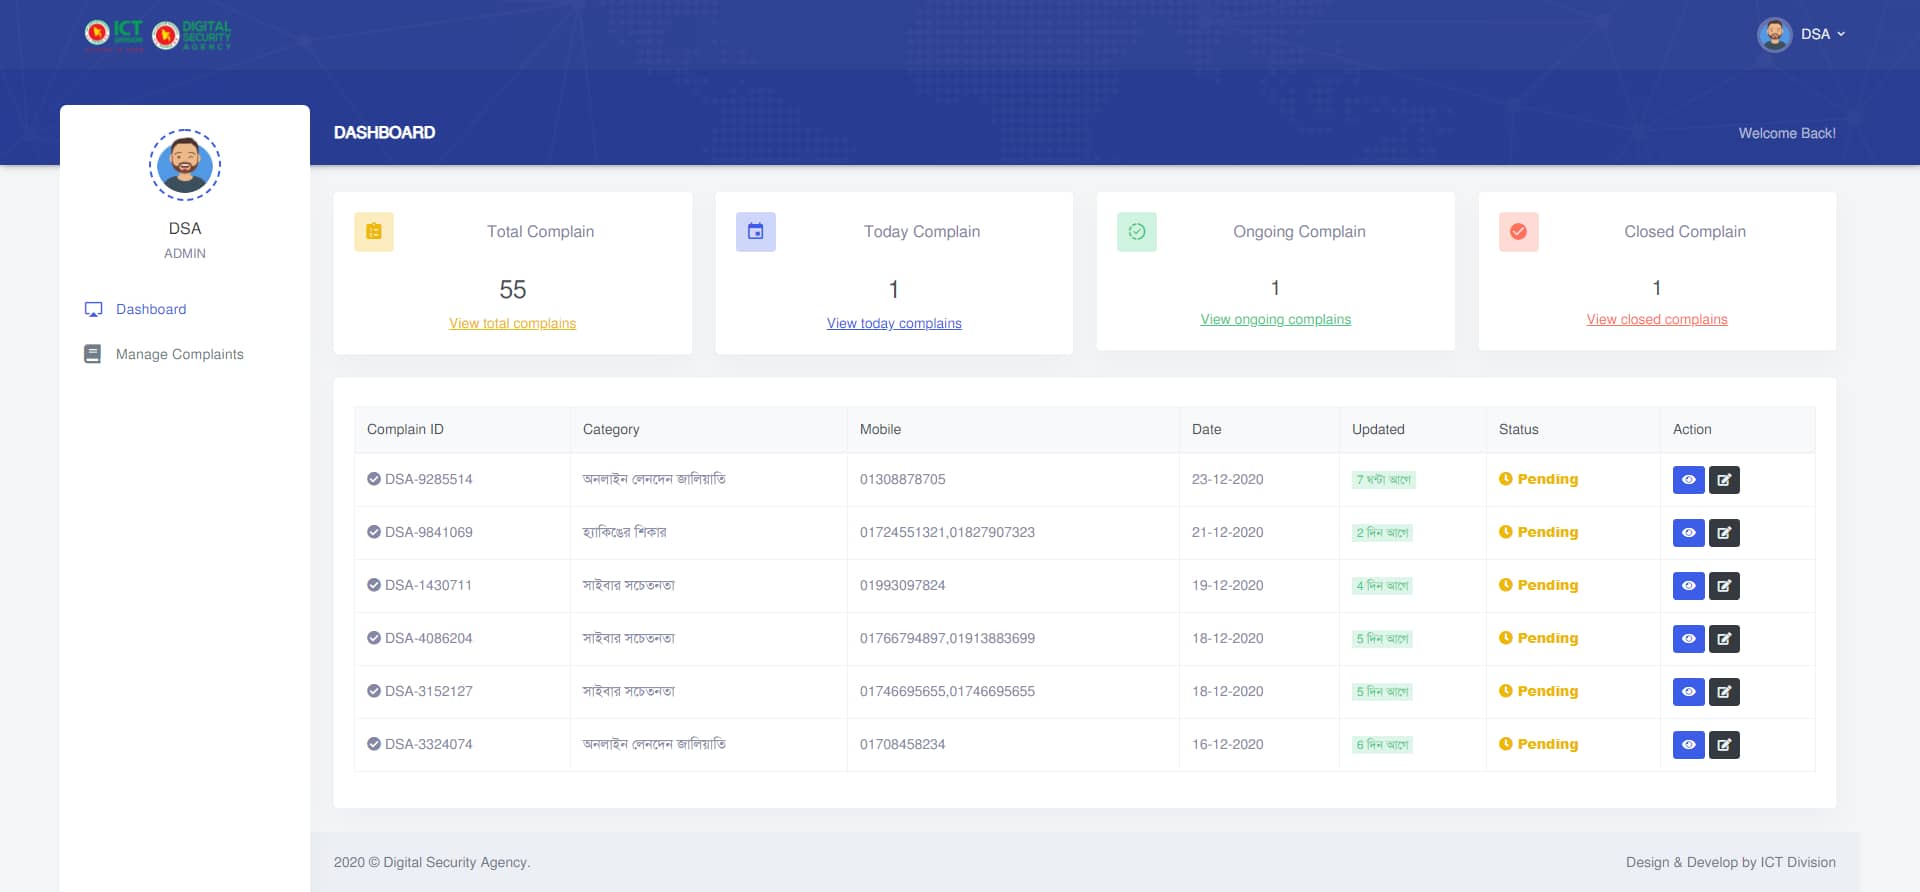 ICT
DIGITAL
SECURITY
AGENCY
DSA
DASHBOARD
Welcome Back!
DSA
ADMIN
Dashboard
Manage Complaints
Total Complain
55
View total complains
Today Complain
1
View today complains
Ongoing Complain
1
View ongoing complains
Closed Complain
1
View closed complains
Complain ID Category Mobile Date Updated Status Action
DSA-9285514 অনলাইন লেনদেন জালিয়াতি 01308878705 23-12-2020 7 ঘন্টা আগে Pending
DSA-9841069 হ্যাকিঙের শিকার 01724551321,01827907323 21-12-2020 2 দিন আগে Pending
DSA-1430711 সাইবার সচেতনতা 01993097824 19-12-2020 4 দিন আগে Pending
DSA-4086204 সাইবার সচেতনতা 01766794897,01913883699 18-12-2020 5 দিন আগে Pending
DSA-3152127 সাইবার সচেতনতা 01746695655,01746695655 18-12-2020 5 দিন আগে Pending
DSA-3324074 অনলাইন লেনদেন জালিয়াতি 01708458234 16-12-2020 6 দিন আগে Pending
2020 © Digital Security Agency.
Design & Develop by ICT Division